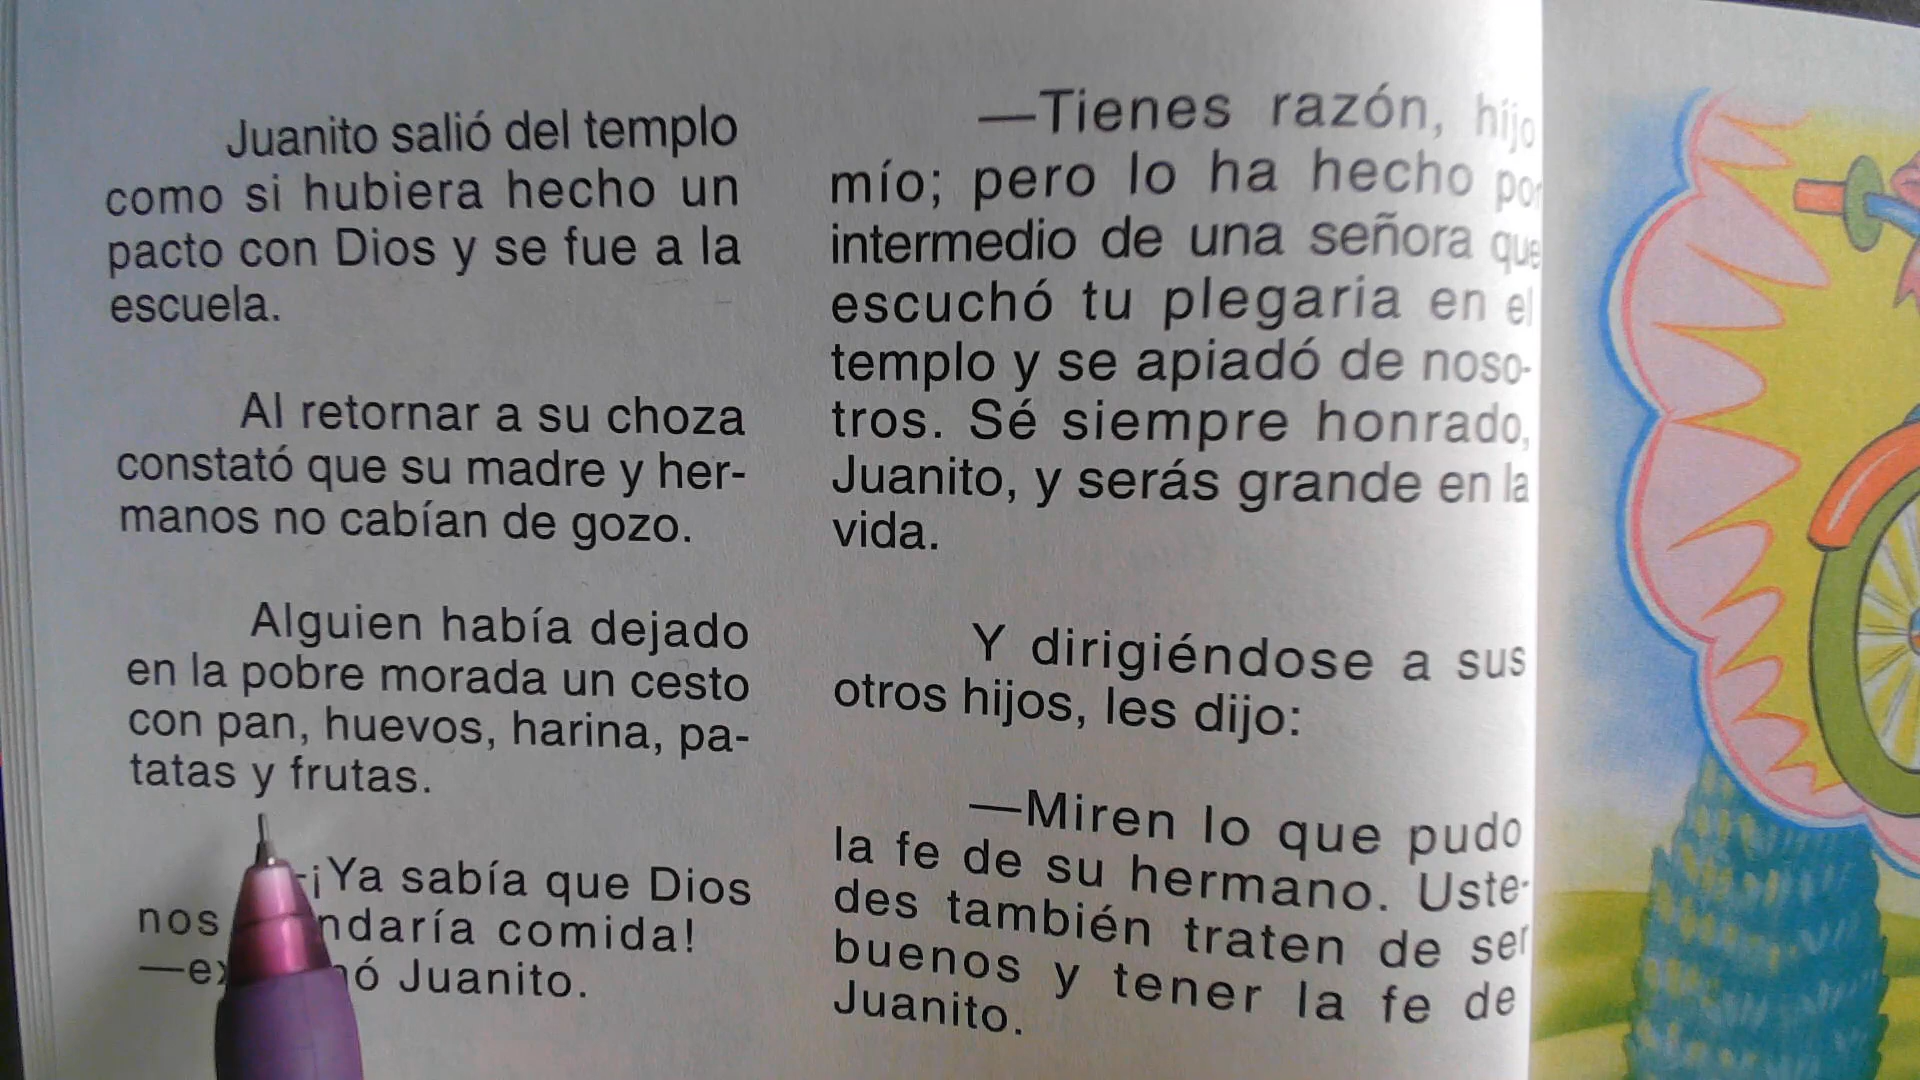 Juanito salió del templo
como si hubiera hecho un
pacto con Dios y se fue a la
escuela.
Al retornar a su choza
constató que su madre y her-
manos no cabían de gozo.
Alguien había dejado
en la pobre morada un cesto
con pan, huevos, harina, pa-
tatas y frutas.
¡Ya sabía que Dios
nos comida!
Juanito.
—Tienes razón, hijo
mío; pero lo ha hecho por
intermedio de una señora que
escuchó tu plegaria en el
templo y se apiadó de noso-
tros. Sé siempre honrado,
Juanito, y serás grande en la
vida.
Y dirigiéndose a sus
otros hijos, les dijo:
—Miren lo que pudo
la fe de su hermano. Uste-
des también traten de ser
buenos y tener la fe de
Juanito.